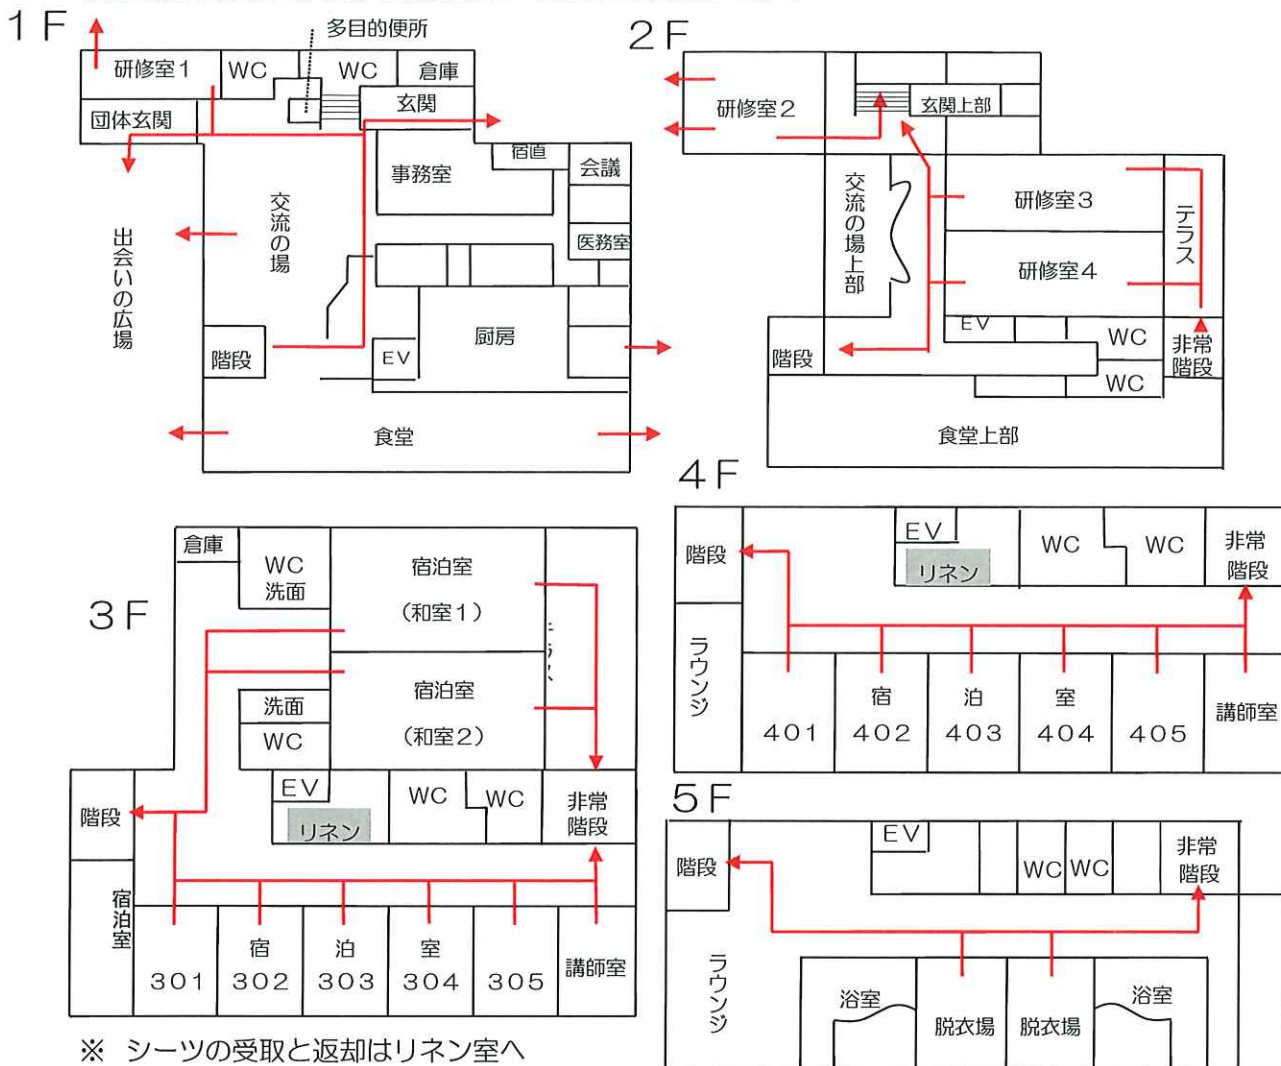 1F
多目的便所
研修室1
WC
WC
倉庫
団体玄関
玄関
事務室
宿直
会議
交流の場
出会いの広場
医務室
階段
EV
厨房
食堂
2F
研修室2
玄関上部
交流の場上部
研修室3
テラス
研修室4
EV
WC
階段
非常
階段
WC
食堂上部
3F
倉庫
WC
洗面
宿泊室
(和室1)
宿泊室
(和室2)
洗面
WC
EV
リネン
WC
WC
階段
非常
階段
宿泊室
宿 泊 室
301
302
303
304
305
講師室
※ シーツの受取と返却はリネン室へ
4F
階段
EV
リネン
WC
WC
非常
階段
ラウンジ
宿 泊 室
401
402
403
404
405
講師室
5F
階段
EV
WC
WC
非常
階段
ラウンジ
浴室
脱衣場
脱衣場
浴室